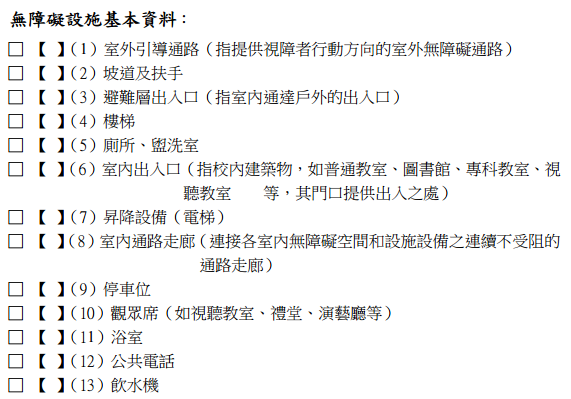 無障礙設施基本資料：
□ 【 】(1) 室外引導通路（指提供視障者行動方向的室外無障礙通路）
□ 【 】(2) 坡道及扶手
□ 【 】(3) 避難層出入口（指室內通達戶外的出入口）
□ 【 】(4) 樓梯
□ 【 】(5) 廁所、盥洗室
□ 【 】(6) 室內出入口（指校內建築物，如普通教室、圖書館、專科教室、視
聽教室　　等，其門口提供出入之處）
□ 【 】(7) 昇降設備（電梯）
□ 【 】(8) 室內通路走廊（連接各室內無障礙空間和設施設備之連續不受阻的
通路走廊）
□ 【 】(9) 停車位
□ 【 】(10) 觀眾席（如視聽教室、禮堂、演藝廳等）
□ 【 】(11) 浴室
□ 【 】(12) 公共電話
□ 【 】(13) 飲水機